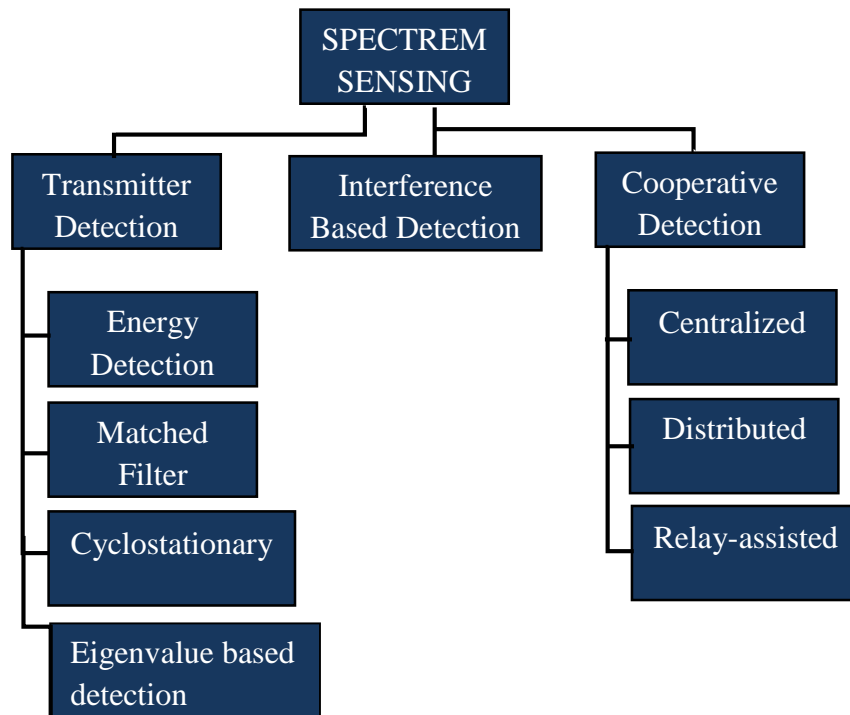 SPECTREM
SENSING
Transmitter
Detection
Interference
Based Detection
Cooperative
Detection
Energy
Detection
Matched
Filter
Cyclostationary
Eigenvalue based
detection
Centralized
Distributed
Relay-assisted